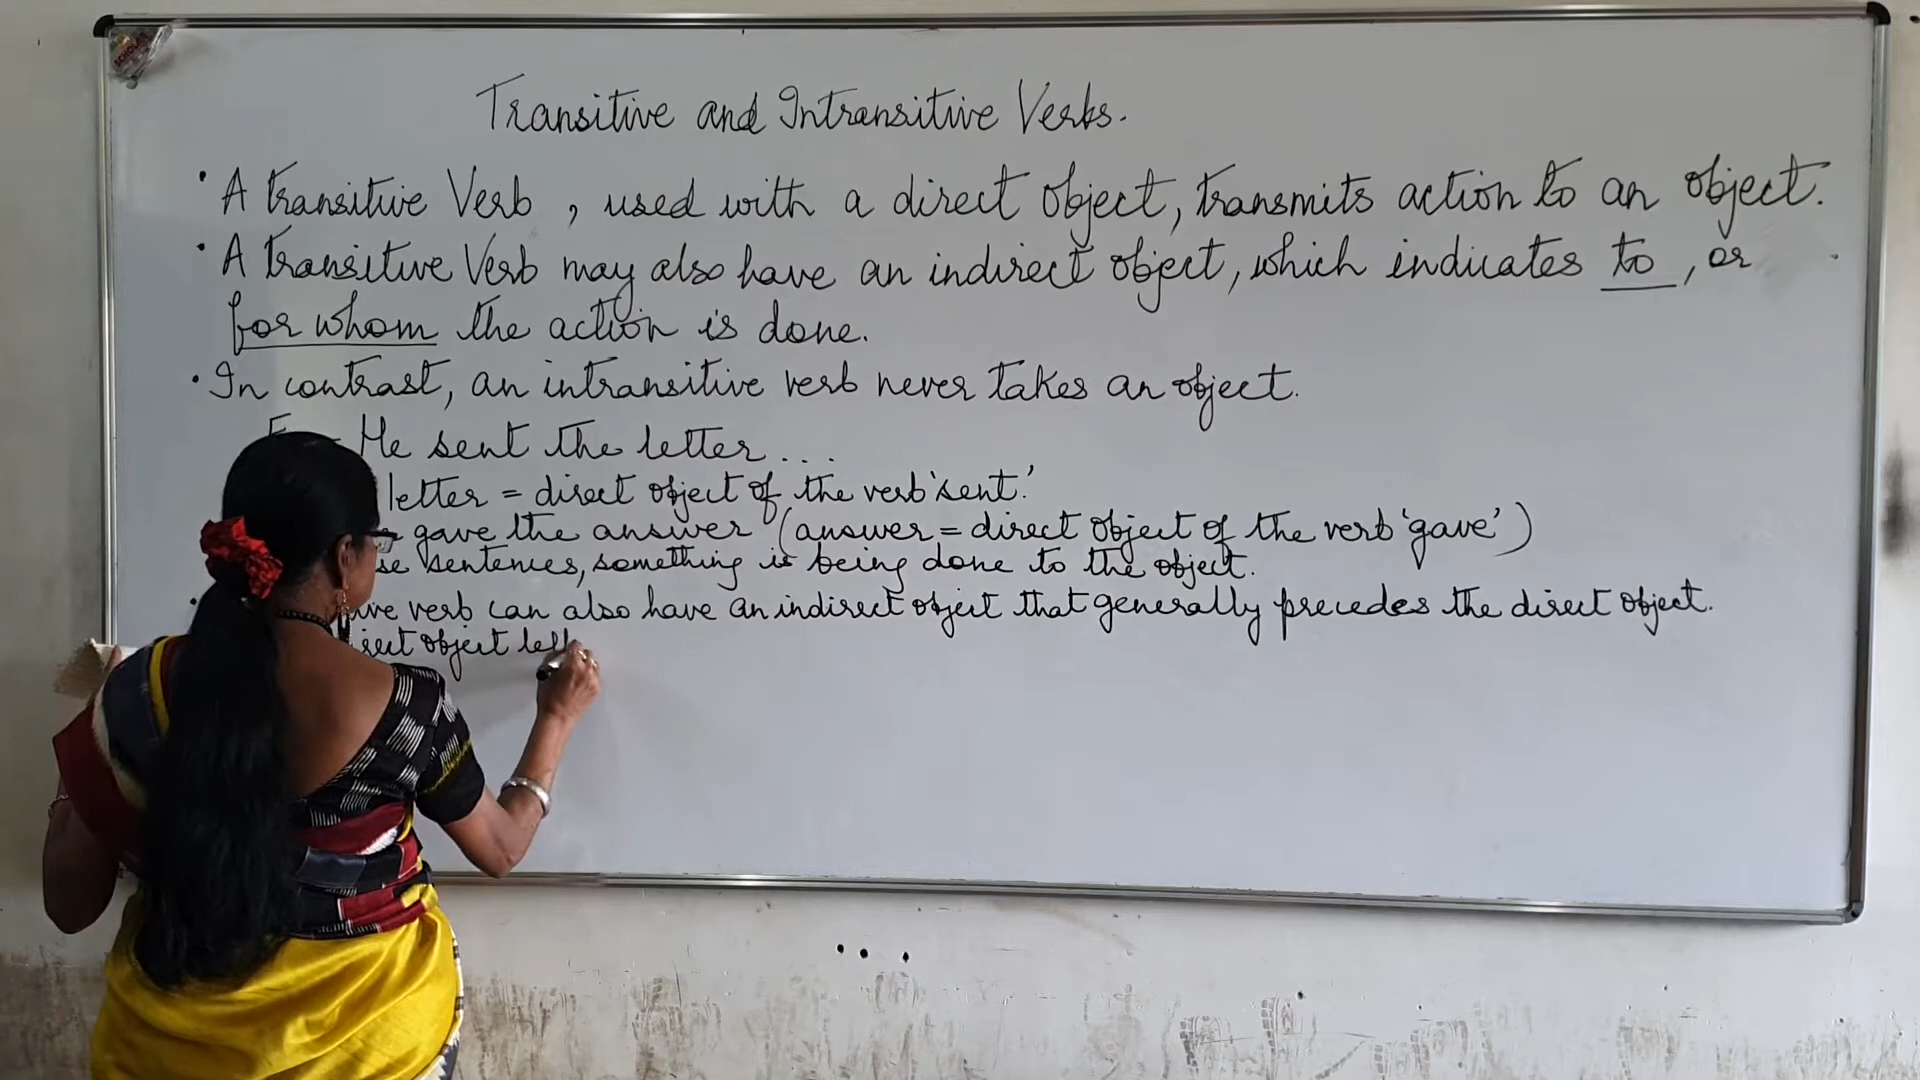 Transitive and Intransitive Verbs.
• A transitive Verb , used with a direct object, transmits action to an object.
• A transitive Verb may also have an indirect object, which indicates to , or
for whom the action is done.
• In contrast, an intransitive verb never takes an object.
He sent the letter ...
letter = direct object of the verb 'sent.'
gave the answer (answer = direct object of the verb 'gave')
sentences, something is being done to the object.
verb can also have an indirect object that generally precedes the direct object.
object